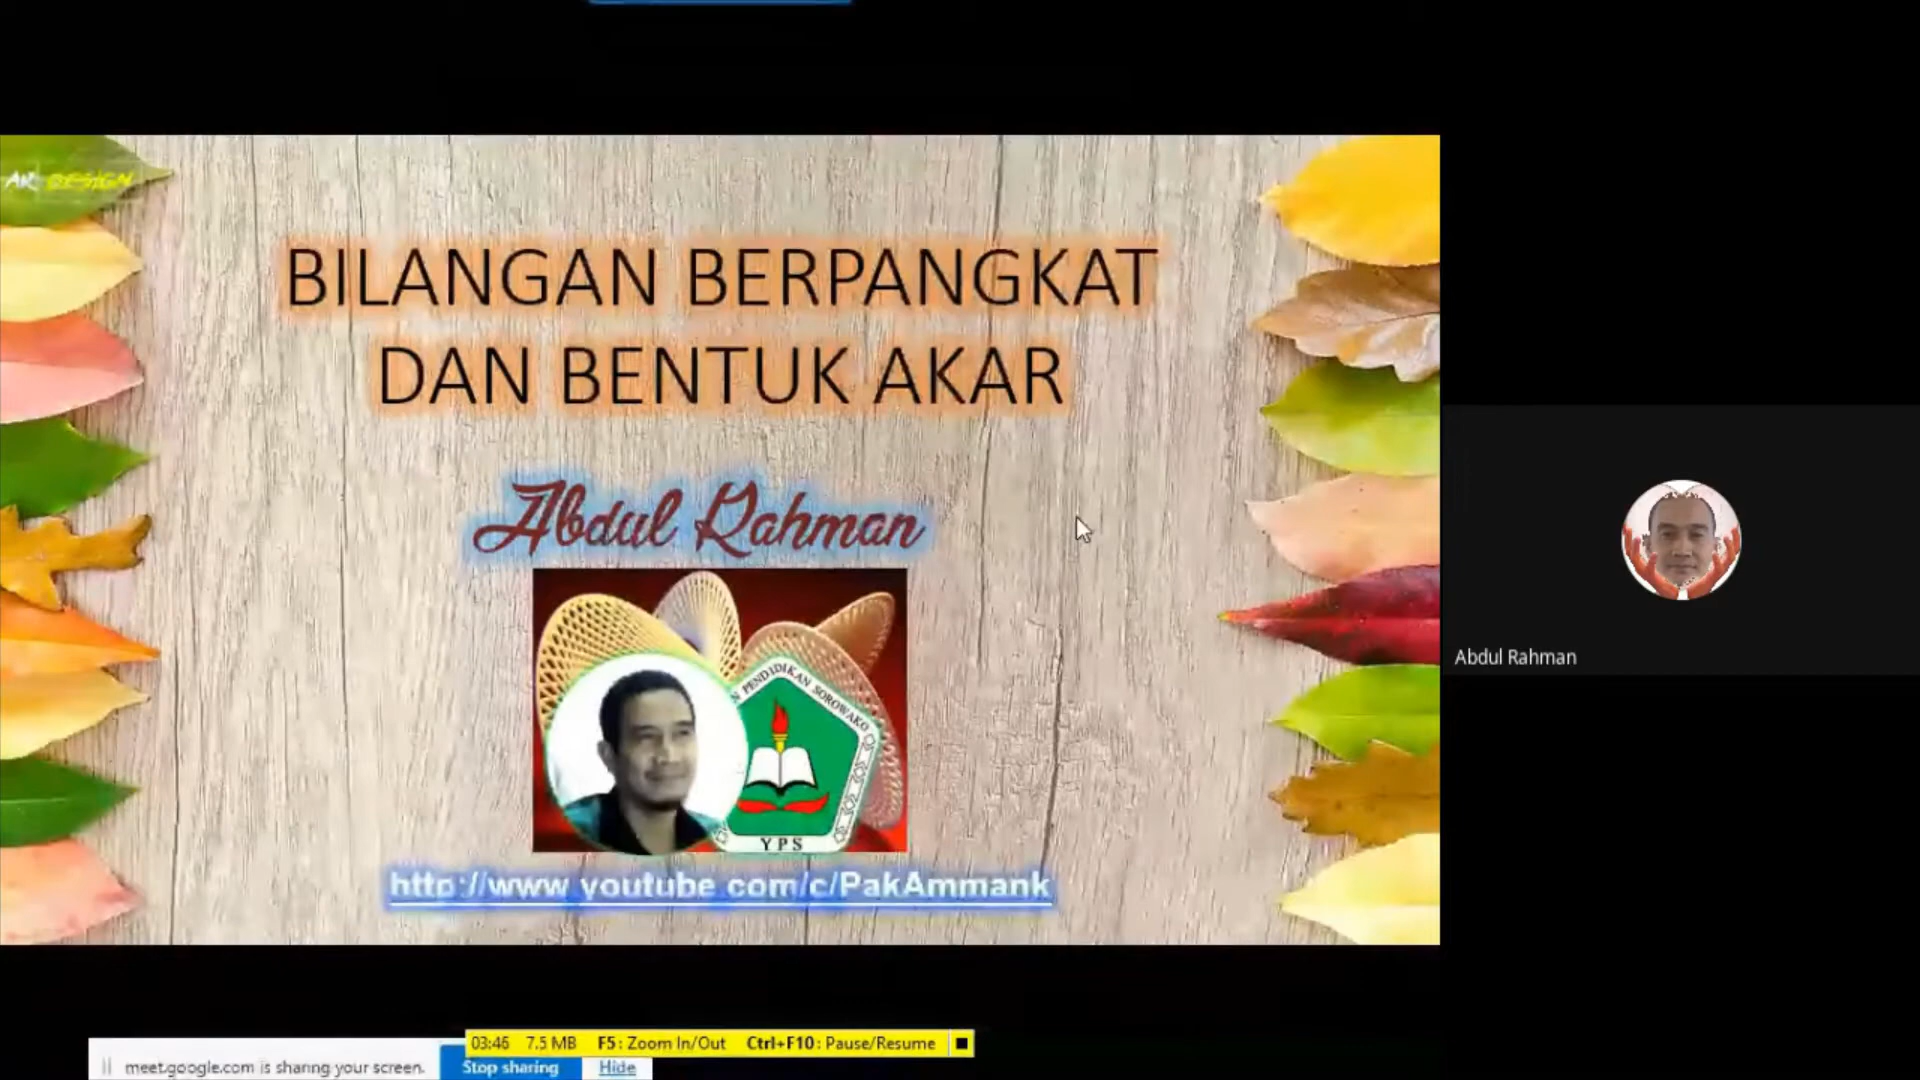 AR DESIGN
BILANGAN BERPANGKAT
DAN BENTUK AKAR
Abdul Rahman
PENDIDIKAN SOROWAKO
YPS
http://www.youtube.com/c/PakAmmank
Abdul Rahman
03:46 7.5 MB F5: Zoom In/Out Ctrl+F10: Pause/Resume
meet.google.com is sharing your screen. Stop sharing Hide